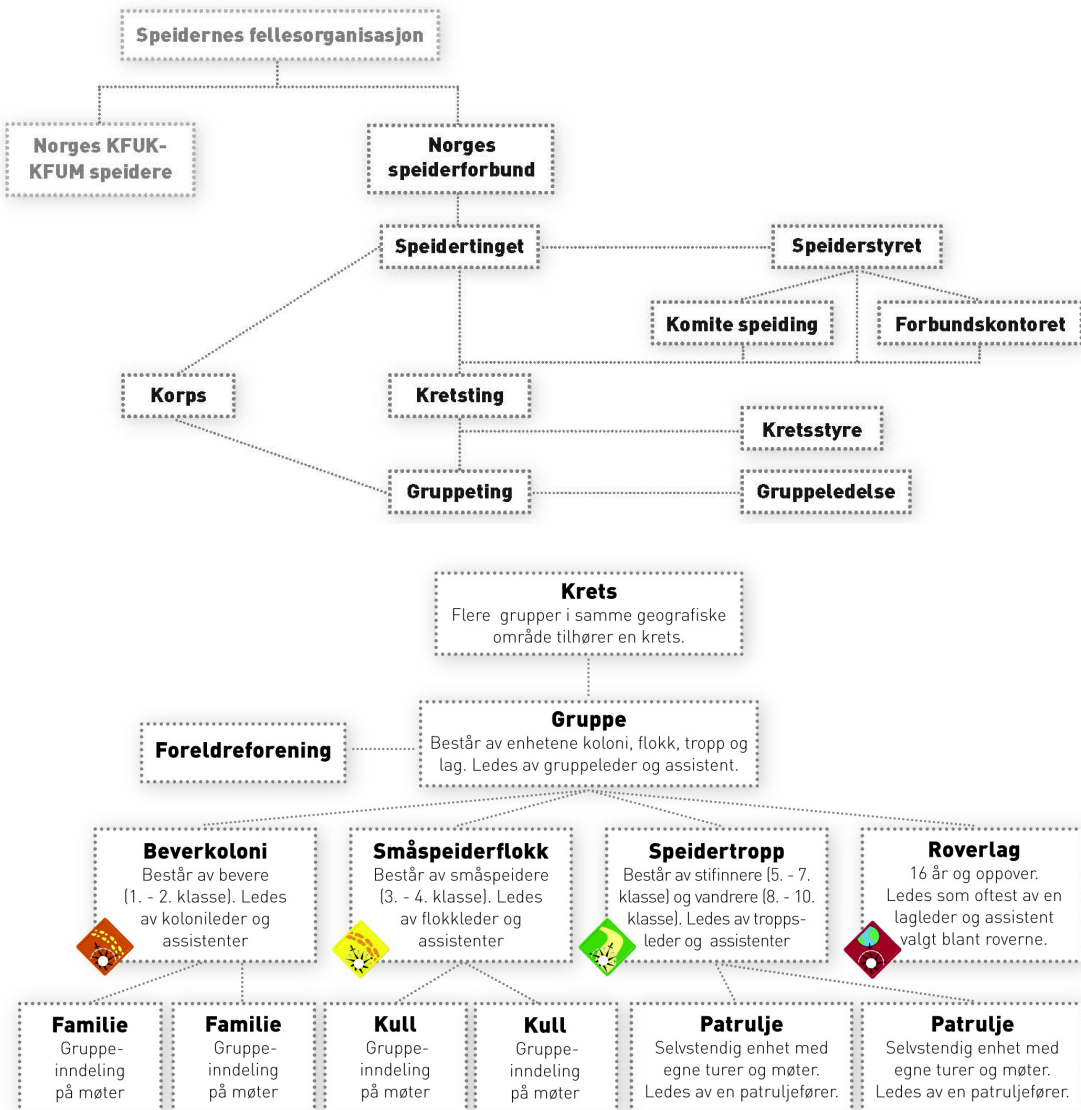 Speidernes fellesorganisasjon
Norges KFUK-
KFUM speidere
Norges
speiderforbund
Speidertinget
Speiderstyret
Komite speiding
Forbundskontoret
Korps
Kretsting
Kretsstyre
Gruppeting
Gruppeledelse
Krets
Flere grupper i samme geografiske
område tilhører en krets.
Gruppe
Består av enhetene koloni, flokk, tropp og
lag. Ledes av gruppeleder og assistent.
Foreldreforening
Beverkoloni
Består av bevere
(1. - 2. klasse). Ledes
av kolonileder og
assistenter
Småspeiderflokk
Består av småspeidere
(3. - 4. klasse). Ledes
av flokkleder og
assistenter
Speidertropp
Består av stifinnere (5. - 7.
klasse) og vandrere (8. - 10.
klasse). Ledes av tropps-
leder og assistenter
Roverlag
16 år og oppover.
Ledes som oftest av en
lagleder og assistent
valgt blant roverne.
Familie
Gruppe-
inndeling
på møter
Familie
Gruppe-
inndeling
på møter
Kull
Gruppe-
inndeling
på møter
Kull
Gruppe-
inndeling
på møter
Patrulje
Selvstendig enhet med
egne turer og møter.
Ledes av en patruljefører.
Patrulje
Selvstendig enhet med
egne turer og møter.
Ledes av en patruljefører.